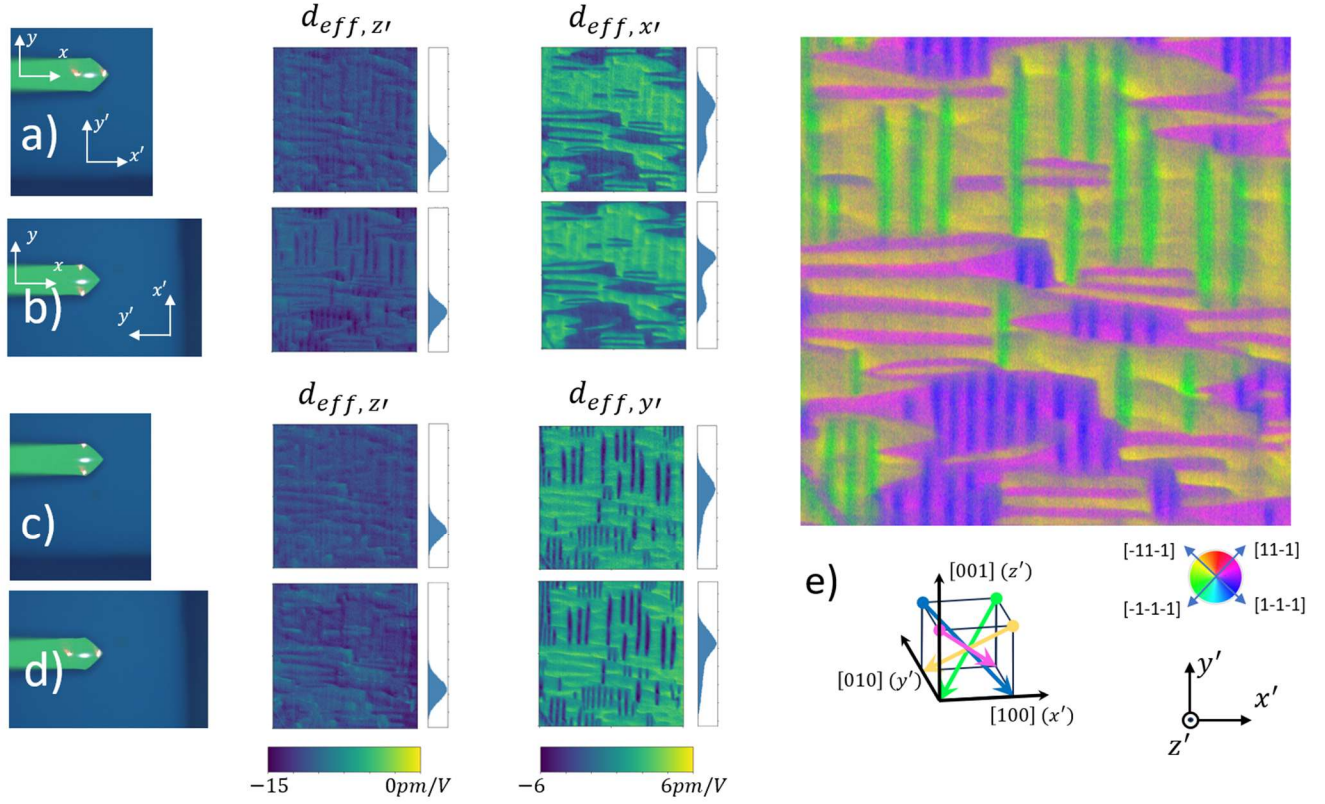 d_{eff,z′} d_{eff,x′}
y
x
a)
y′
x′
y
x
b)
x′
y′
d_{eff,z′} d_{eff,y′}
c)
d)
−15 0pm/V −6 6pm/V
e)
[001] (z′)
[010] (y′)
[100] (x′)
[-11-1] [11-1]
[-1-1-1] [1-1-1]
y′
x′
z′